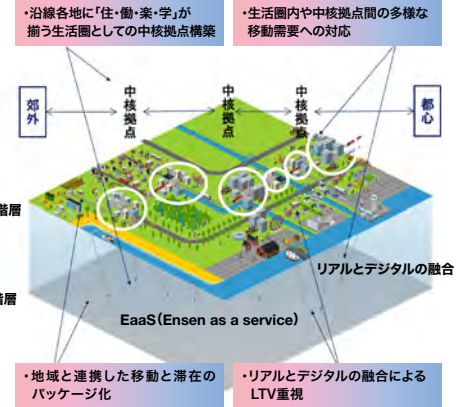 ・沿線各地に「住・働・楽・学」が
揃う生活圏としての中核拠点構築
・生活圏内や中核拠点間の多様な
移動需要への対応
郊外
中核拠点
中核拠点
中核拠点
都心
階層
リアルとデジタルの融合
階層
EaaS(Ensen as a service)
・地域と連携した移動と滞在の
パッケージ化
・リアルとデジタルの融合による
LTV重視